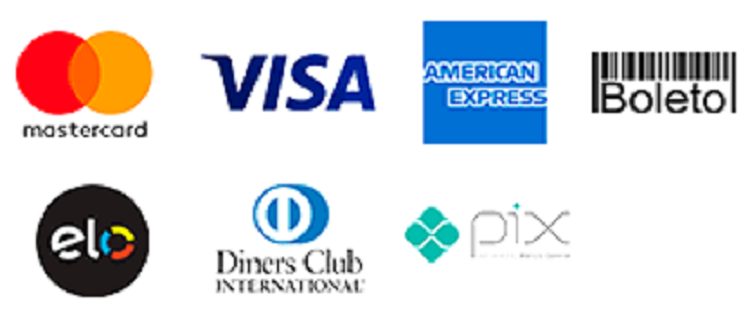 mastercard
VISA
AMERICAN
EXPRESS
Boleto
elo
Diners Club
INTERNATIONAL
pix